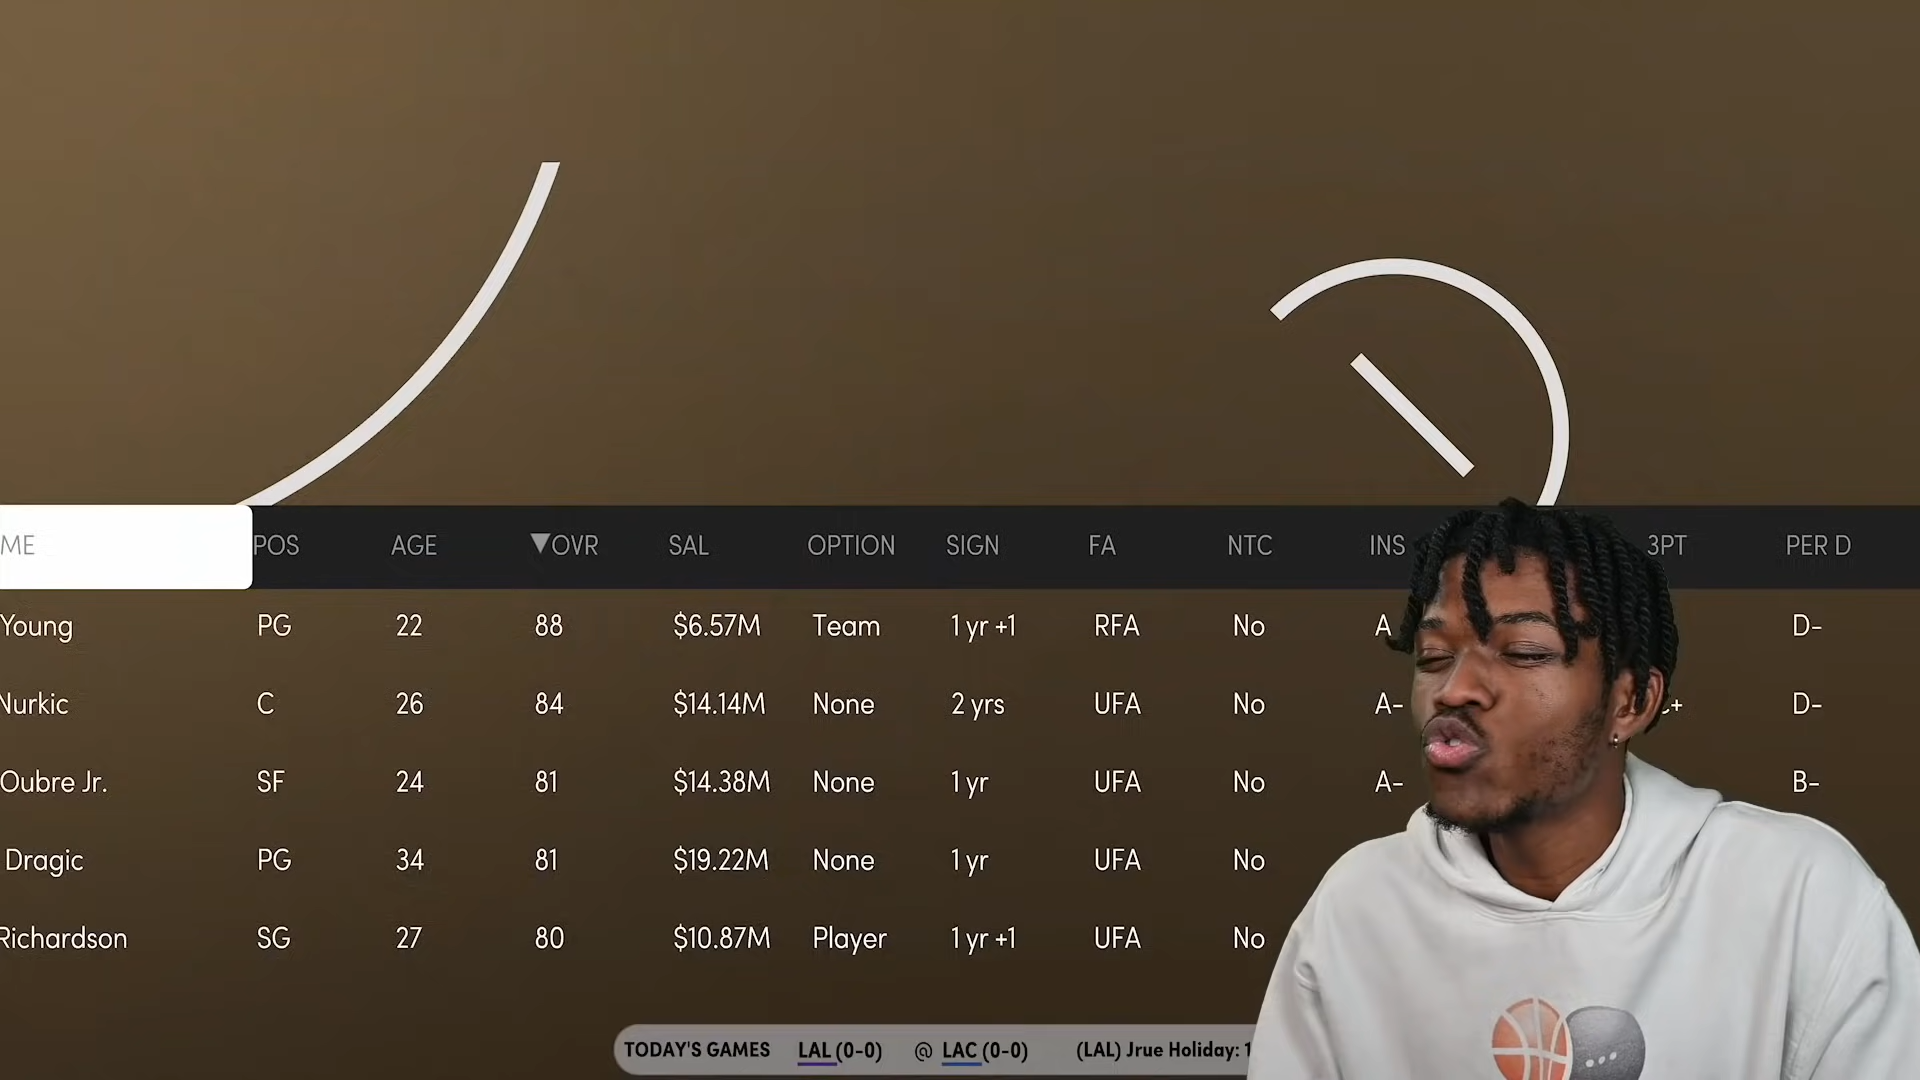 ME POS AGE ▼OVR SAL OPTION SIGN FA NTC INS 3PT PER D
Young PG 22 88 $6.57M Team 1 yr +1 RFA No A D-
Nurkic C 26 84 $14.14M None 2 yrs UFA No A- D-
Oubre Jr. SF 24 81 $14.38M None 1 yr UFA No A- B-
Dragic PG 34 81 $19.22M None 1 yr UFA No
Richardson SG 27 80 $10.87M Player 1 yr +1 UFA No
TODAY'S GAMES LAL (0-0) @ LAC (0-0) (LAL) Jrue Holiday: 1